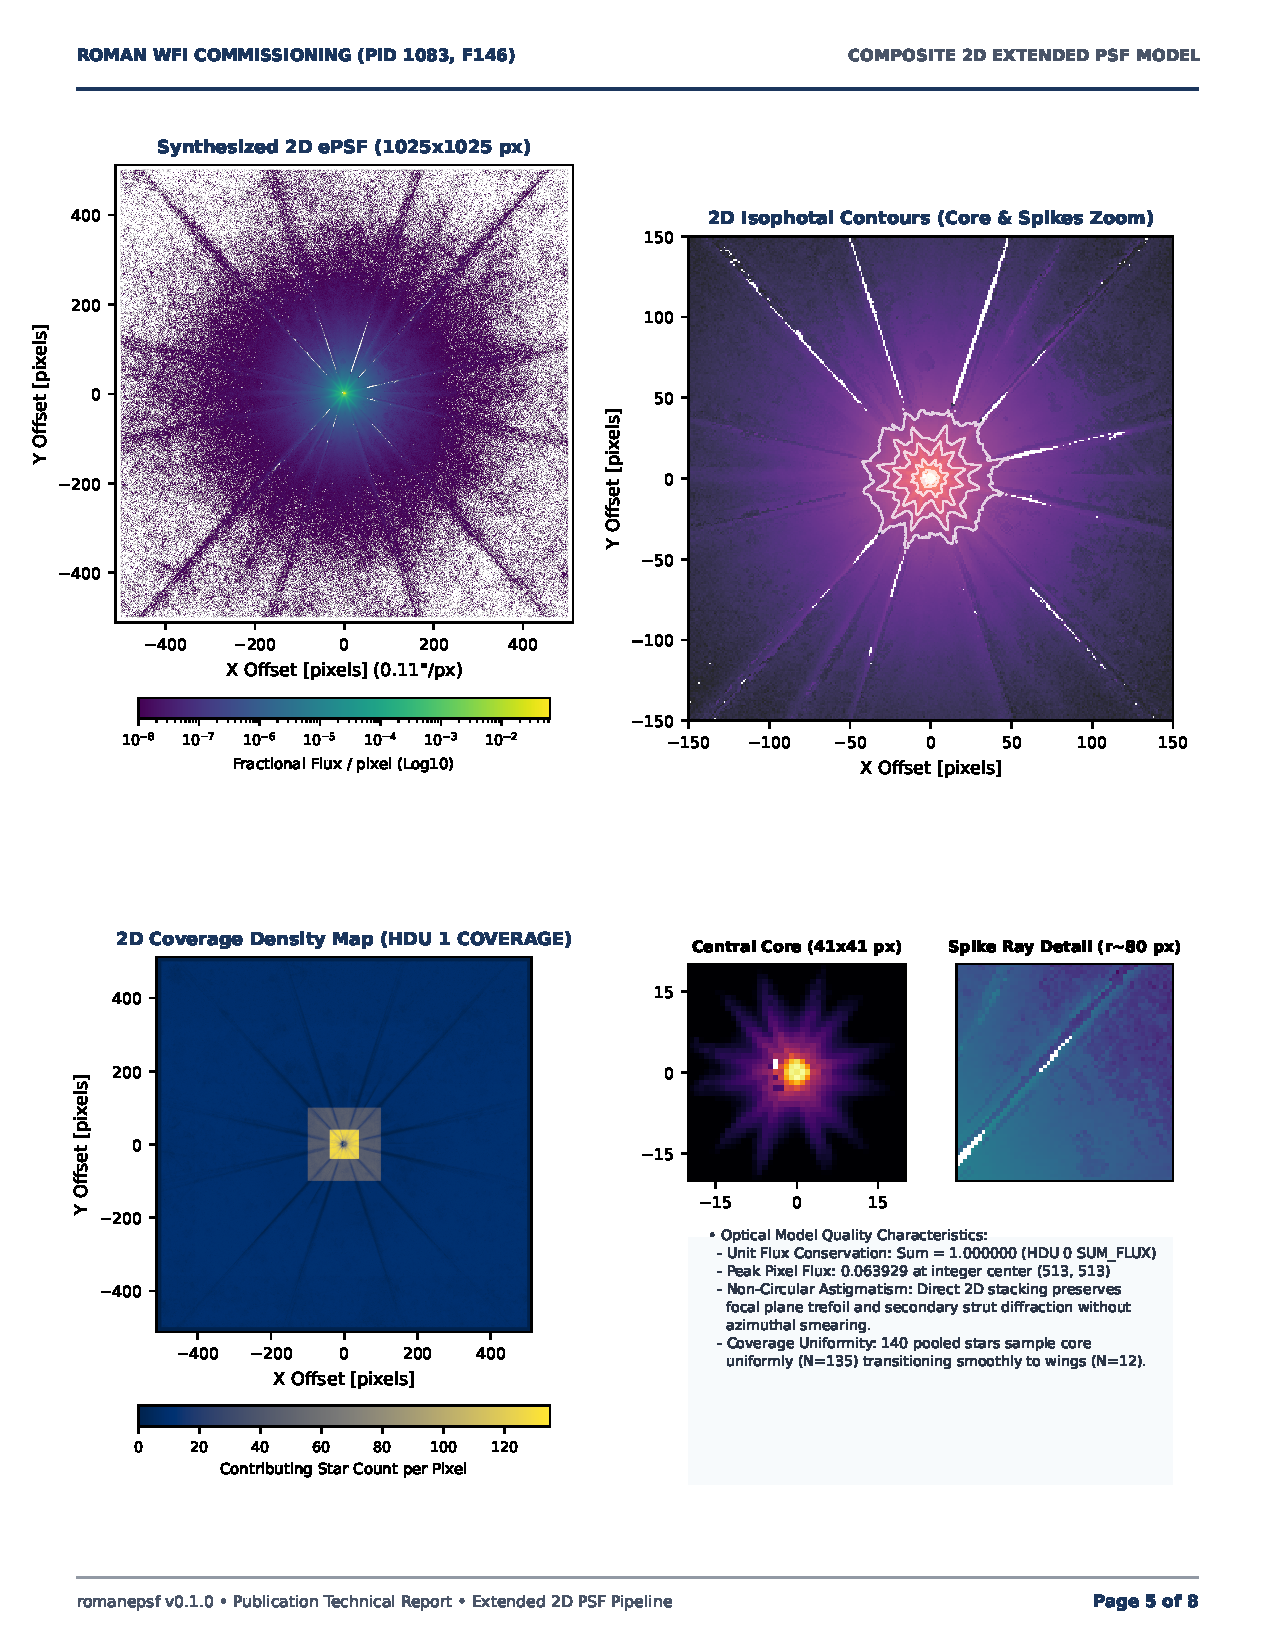 ROMAN WFI COMMISSIONING (PID 1083, F146)
COMPOSITE 2D EXTENDED PSF MODEL
Synthesized 2D ePSF (1025x1025 px)
400
200
0
−200
−400
Y Offset [pixels]
−400 −200 0 200 400
X Offset [pixels] (0.11"/px)
10⁻⁸ 10⁻⁷ 10⁻⁶ 10⁻⁵ 10⁻⁴ 10⁻³ 10⁻²
Fractional Flux / pixel (Log10)
2D Isophotal Contours (Core & Spikes Zoom)
150
100
50
0
−50
−100
−150
Y Offset [pixels]
−150 −100 −50 0 50 100 150
X Offset [pixels]
2D Coverage Density Map (HDU 1 COVERAGE)
400
200
0
−200
−400
Y Offset [pixels]
−400 −200 0 200 400
X Offset [pixels]
0 20 40 60 80 100 120
Contributing Star Count per Pixel
Central Core (41x41 px)
15
0
−15
−15 0 15
Spike Ray Detail (r~80 px)
• Optical Model Quality Characteristics:
- Unit Flux Conservation: Sum = 1.000000 (HDU 0 SUM_FLUX)
- Peak Pixel Flux: 0.063929 at integer center (513, 513)
- Non-Circular Astigmatism: Direct 2D stacking preserves
focal plane trefoil and secondary strut diffraction without
azimuthal smearing.
- Coverage Uniformity: 140 pooled stars sample core
uniformly (N=135) transitioning smoothly to wings (N=12).
romanepsf v0.1.0 • Publication Technical Report • Extended 2D PSF Pipeline
Page 5 of 8